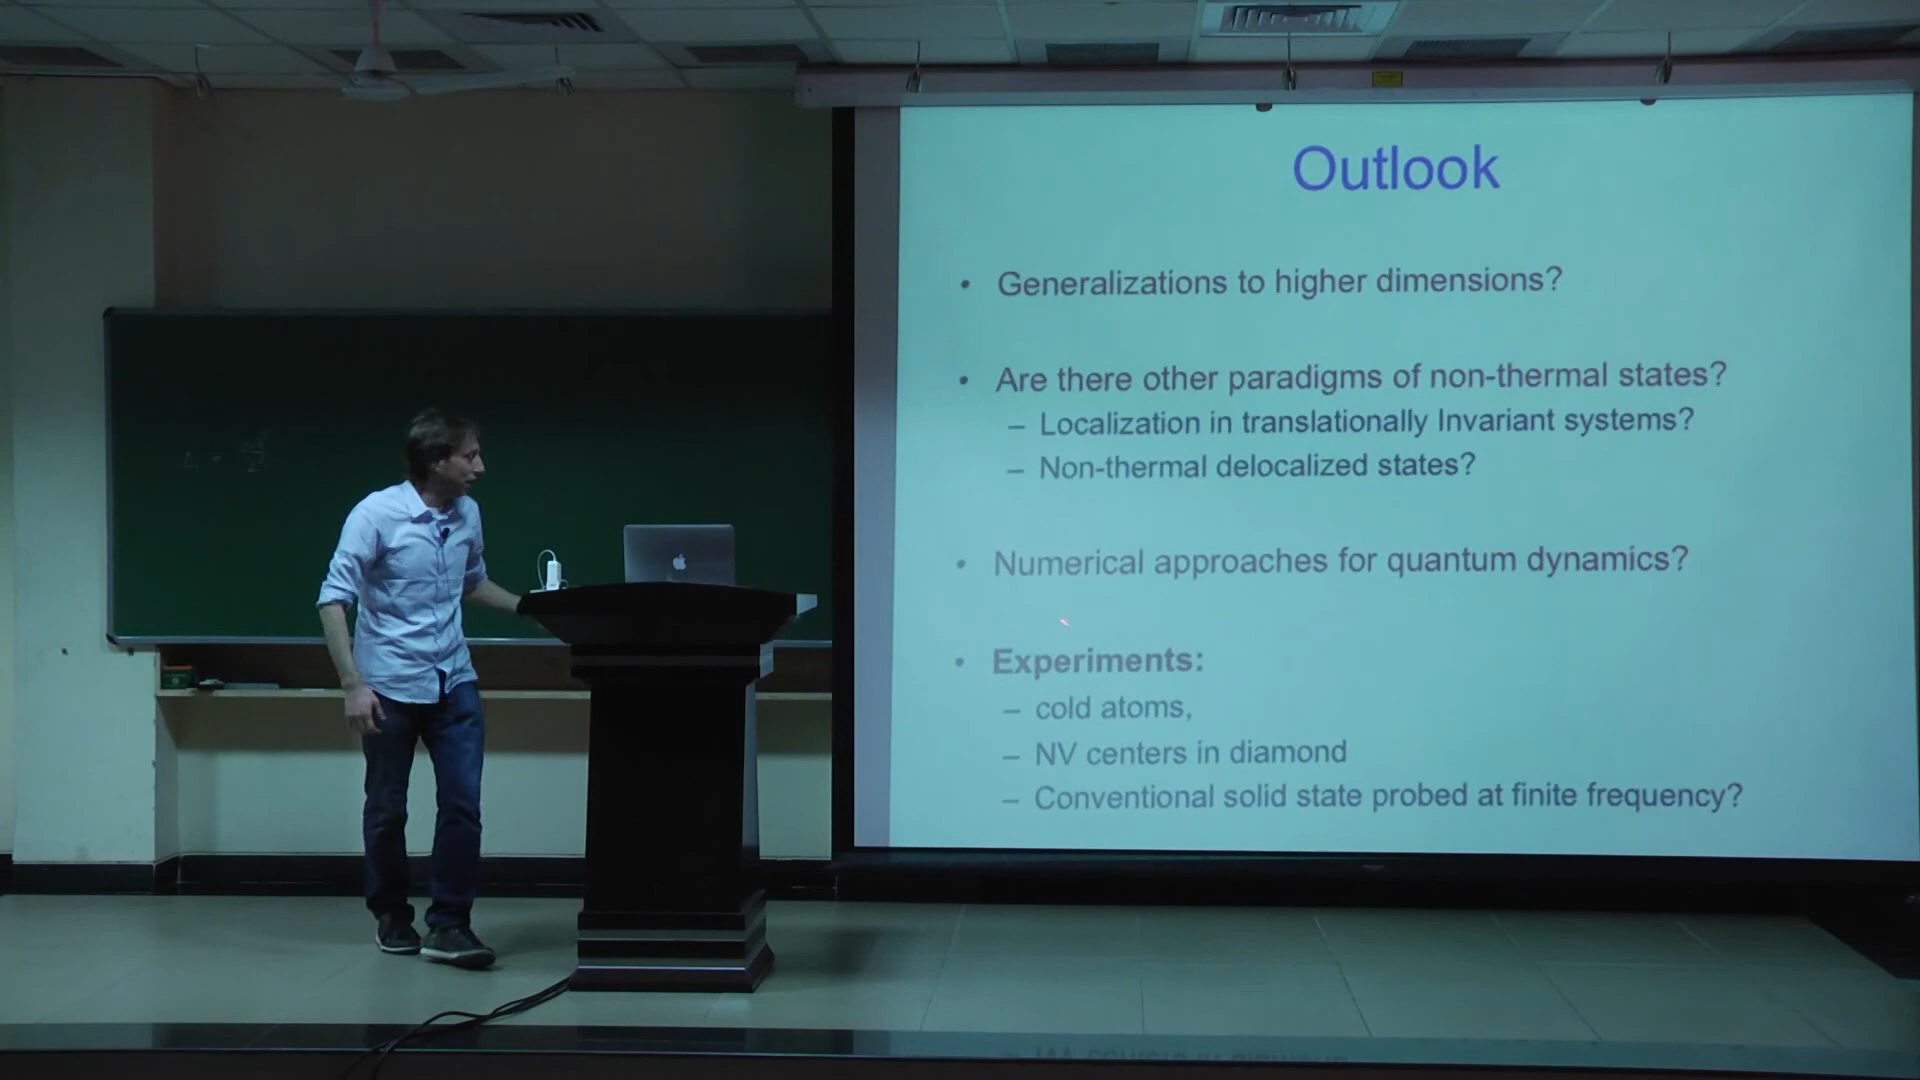 Outlook
• Generalizations to higher dimensions?
• Are there other paradigms of non-thermal states?
– Localization in translationally Invariant systems?
– Non-thermal delocalized states?
• Numerical approaches for quantum dynamics?
• Experiments:
– cold atoms,
– NV centers in diamond
– Conventional solid state probed at finite frequency?